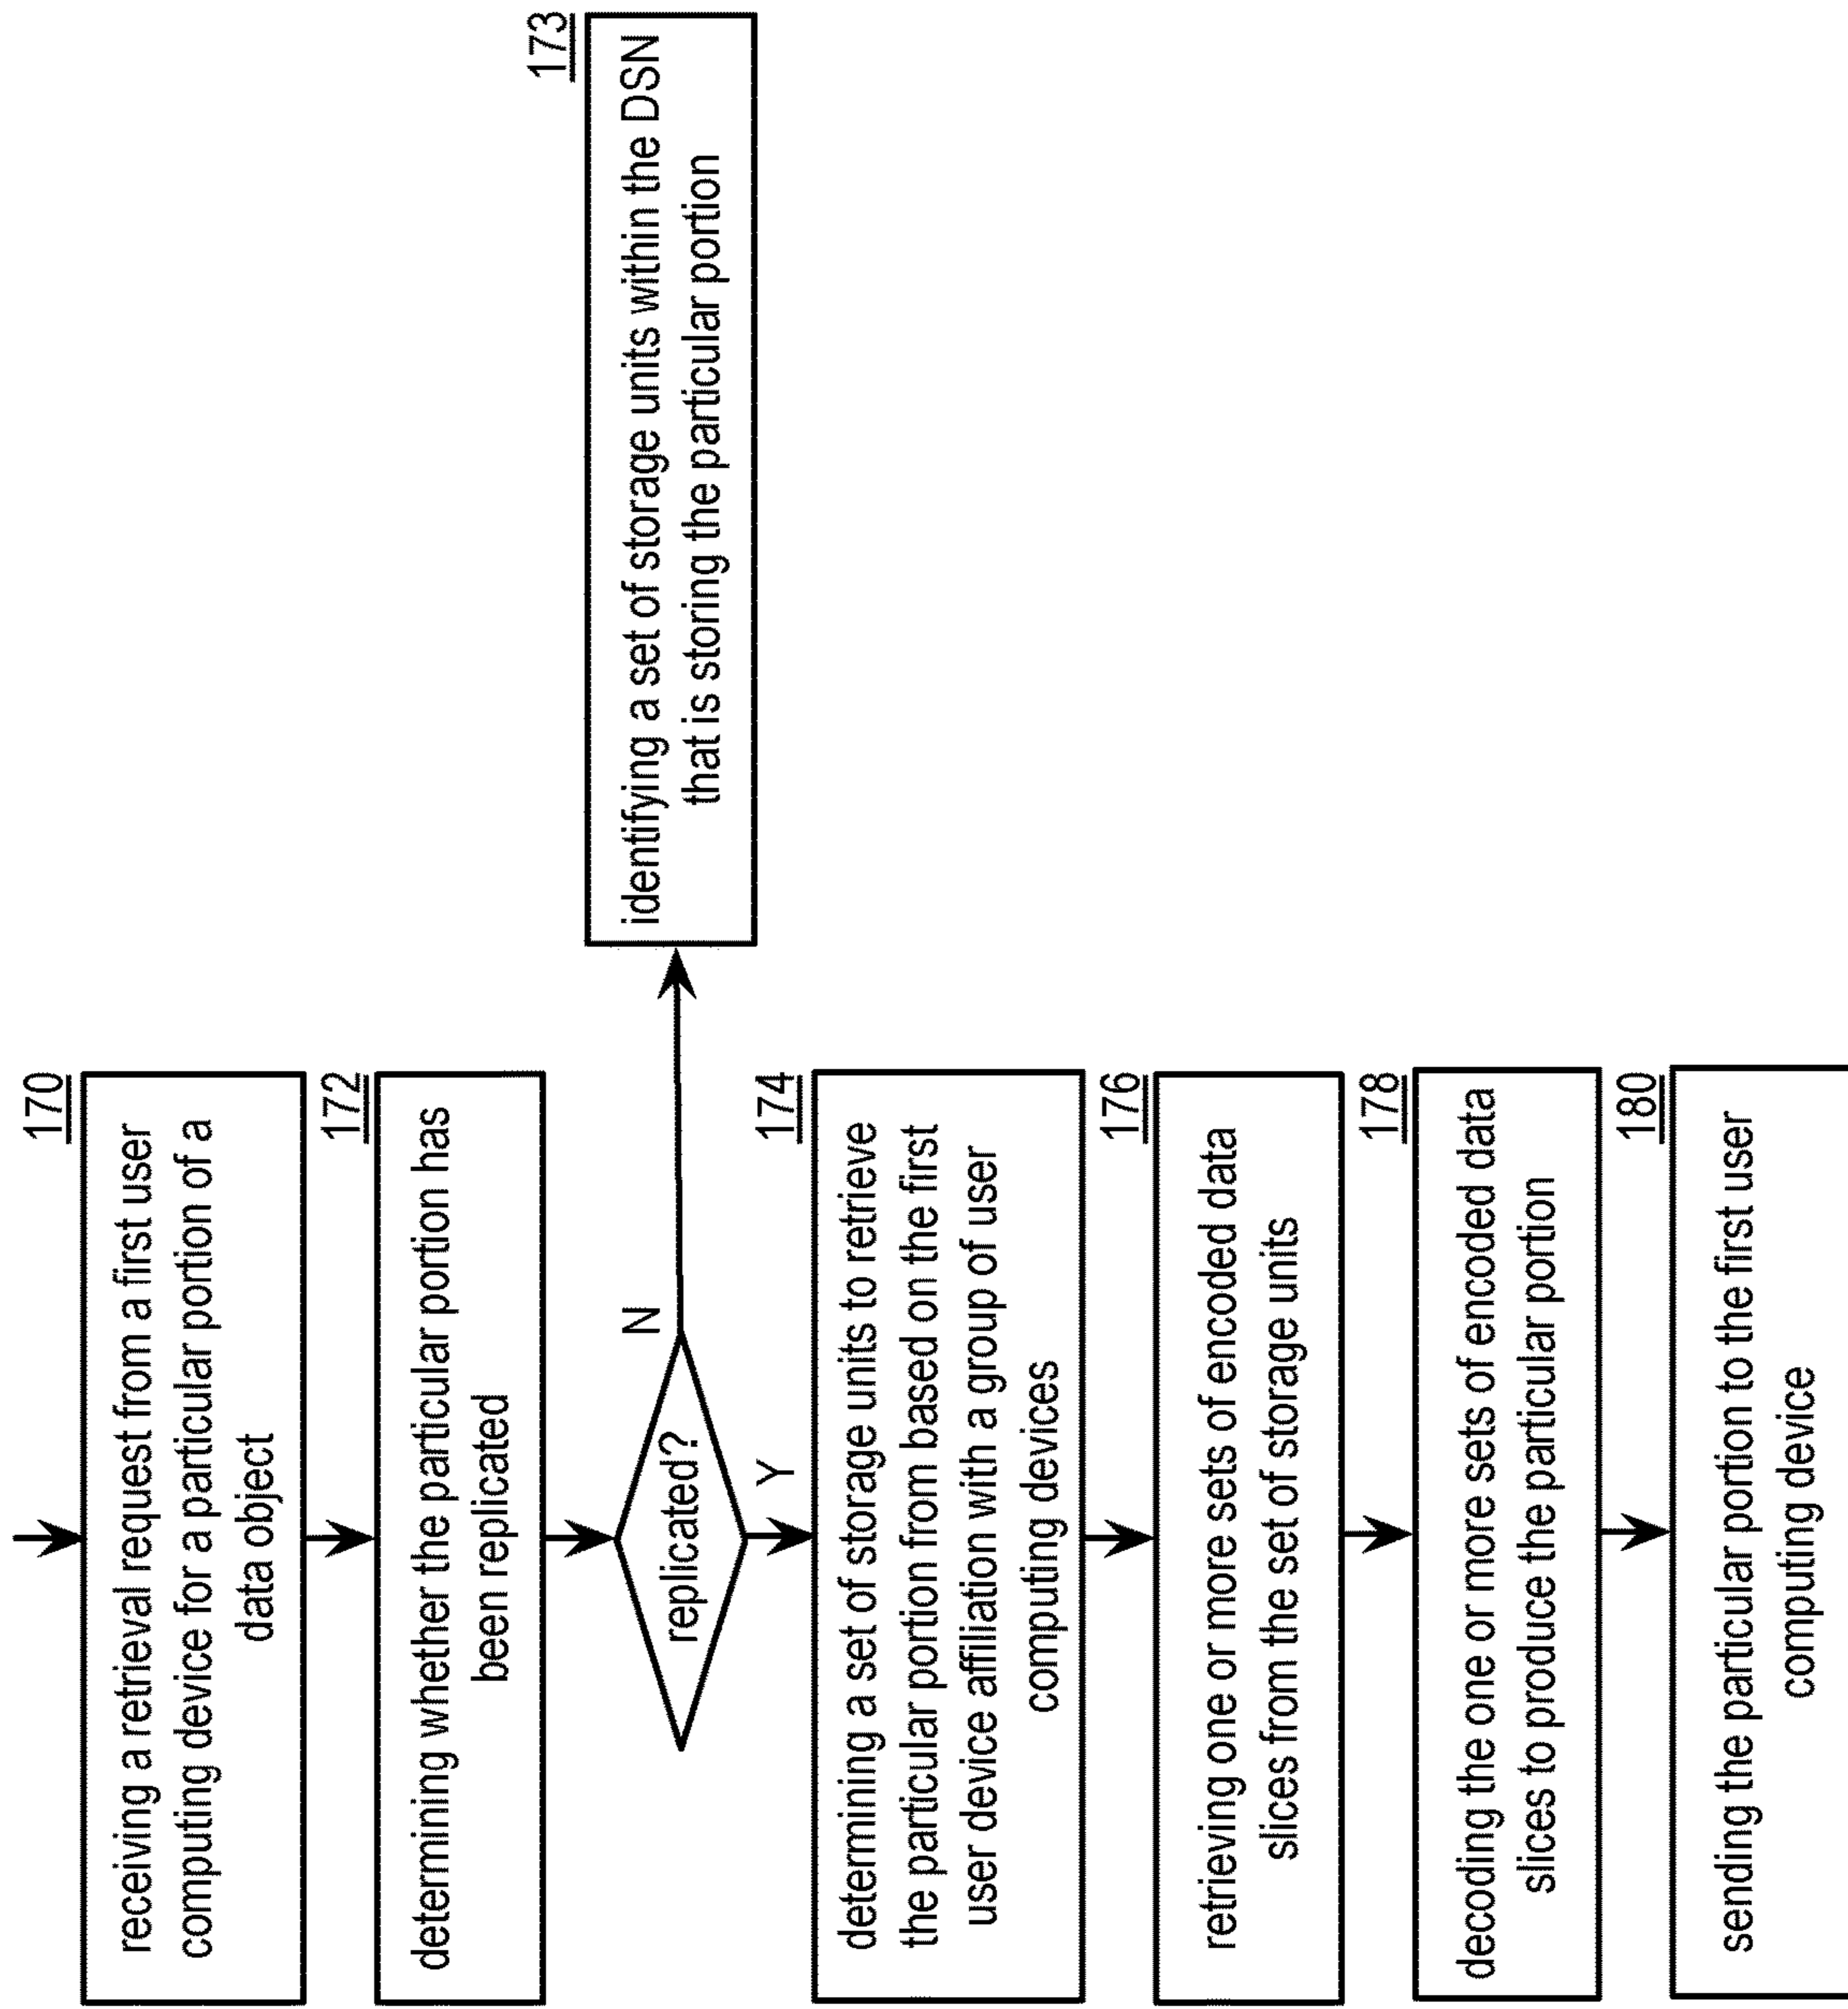 170
receiving a retrieval request from a first user
computing device for a particular portion of a
data object
172
determining whether the particular portion has
been replicated
replicated?
N
Y
173
identifying a set of storage units within the DSN
that is storing the particular portion
174
determining a set of storage units to retrieve
the particular portion from based on the first
user device affiliation with a group of user
computing devices
176
retrieving one or more sets of encoded data
slices from the set of storage units
178
decoding the one or more sets of encoded data
slices to produce the particular portion
180
sending the particular portion to the first user
computing device